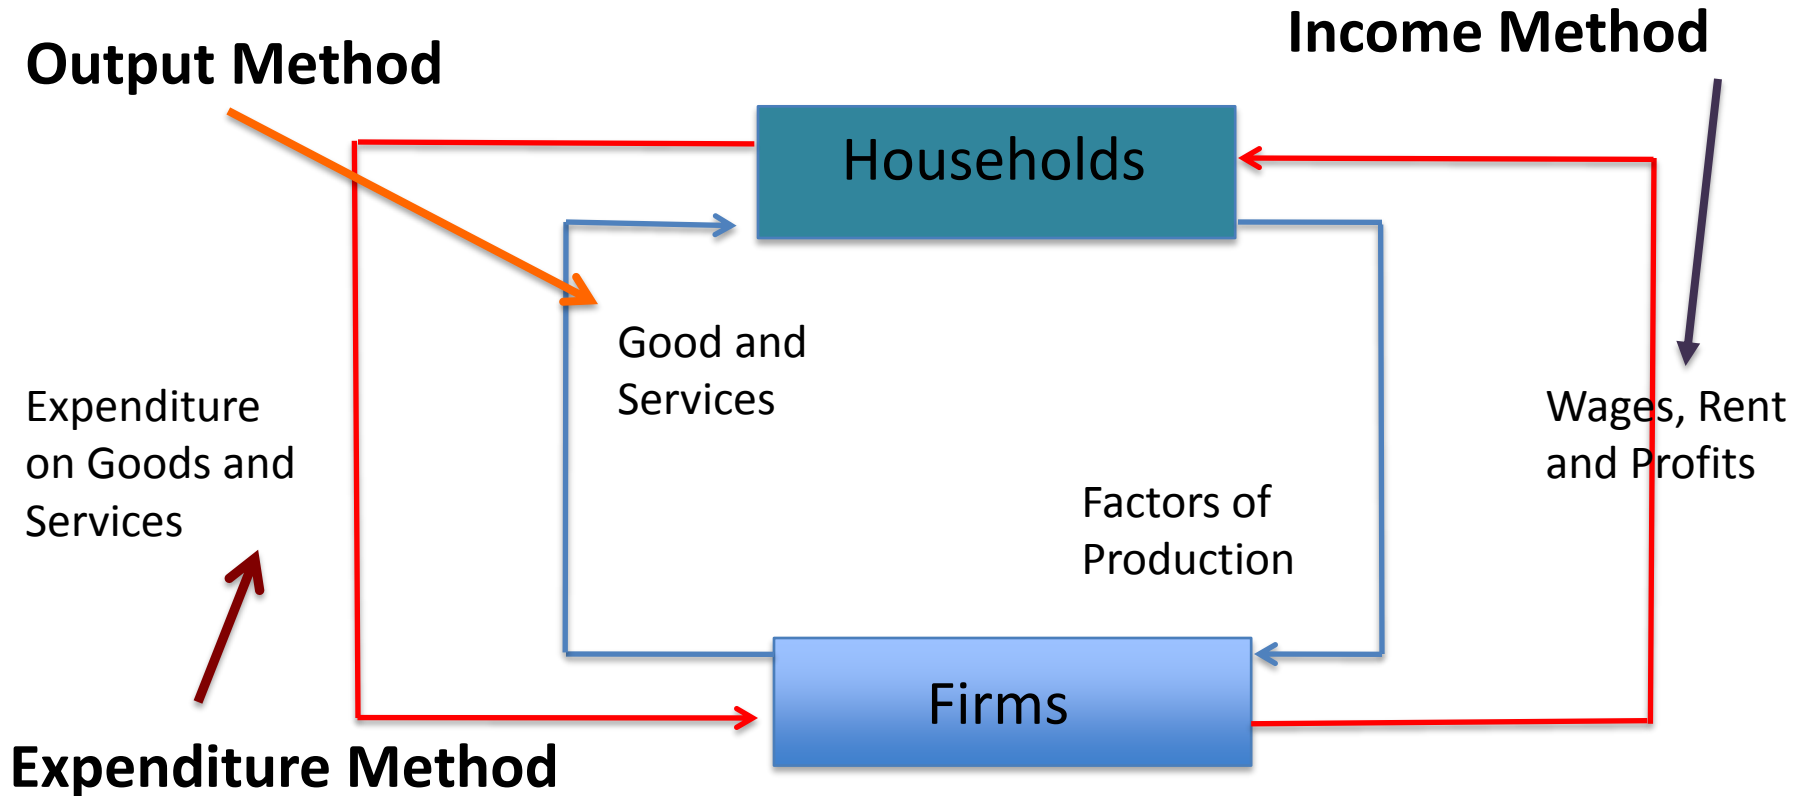 Output Method
Income Method
Households
Good and
Services
Expenditure
on Goods and
Services
Wages, Rent
and Profits
Factors of
Production
Firms
Expenditure Method